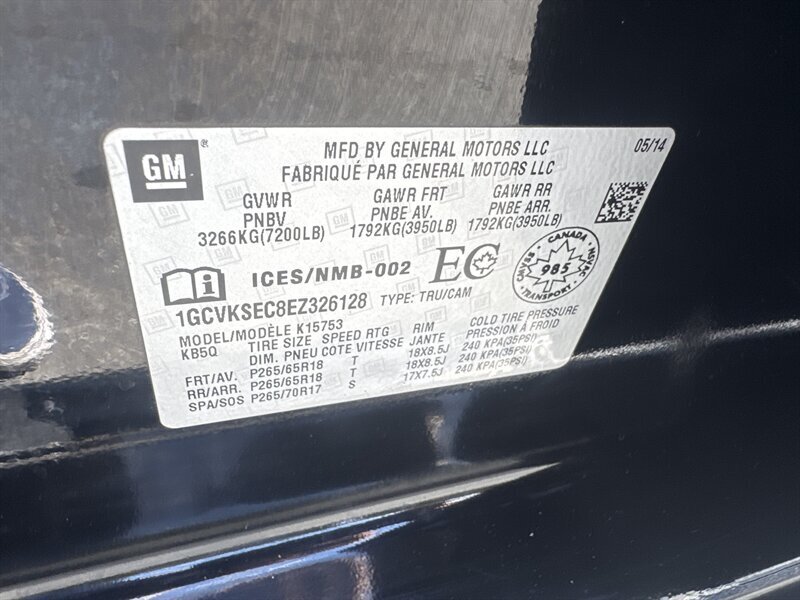 GM
MFD BY GENERAL MOTORS LLC 05/14
FABRIQUÉ PAR GENERAL MOTORS LLC
GVWR GAWR FRT GAWR RR
PNBV PNBE AV. PNBE ARR.
3266KG(7200LB) 1792KG(3950LB) 1792KG(3950LB)
ICES/NMB-002 EC CANADA 985 TRANSPORT NSVAC
1GCVKSEC8EZ326128 TYPE: TRU/CAM
MODEL/MODÈLE K15753
KB5Q TIRE SIZE SPEED RTG RIM COLD TIRE PRESSURE
DIM. PNEU COTE VITESSE JANTE PRESSION À FROID
FRT/AV. P265/65R18 T 18X8.5J 240 KPA(35PSI)
RR/ARR. P265/65R18 T 18X8.5J 240 KPA(35PSI)
SPA/SOS P265/70R17 S 17X7.5J 240 KPA(35PSI)